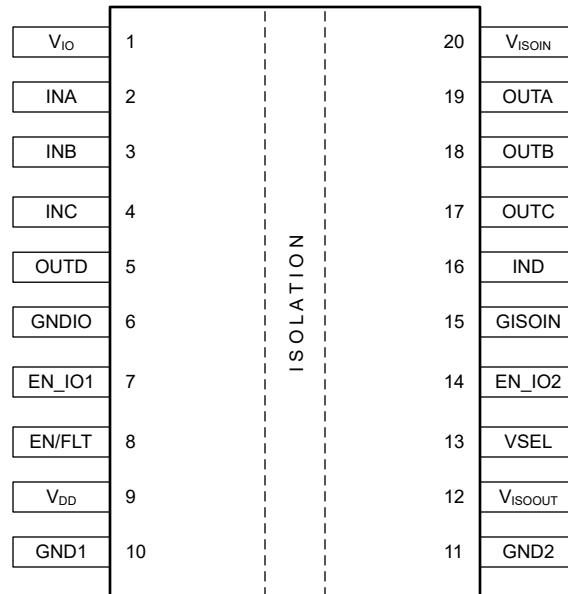 V_IO 1 20 V_ISOIN
INA 2 19 OUTA
INB 3 18 OUTB
INC 4 17 OUTC
OUTD 5 16 IND
GNDIO 6 15 GISOIN
EN_IO1 7 14 EN_IO2
EN/FLT 8 13 VSEL
V_DD 9 12 V_ISOOUT
GND1 10 11 GND2
ISOLATION